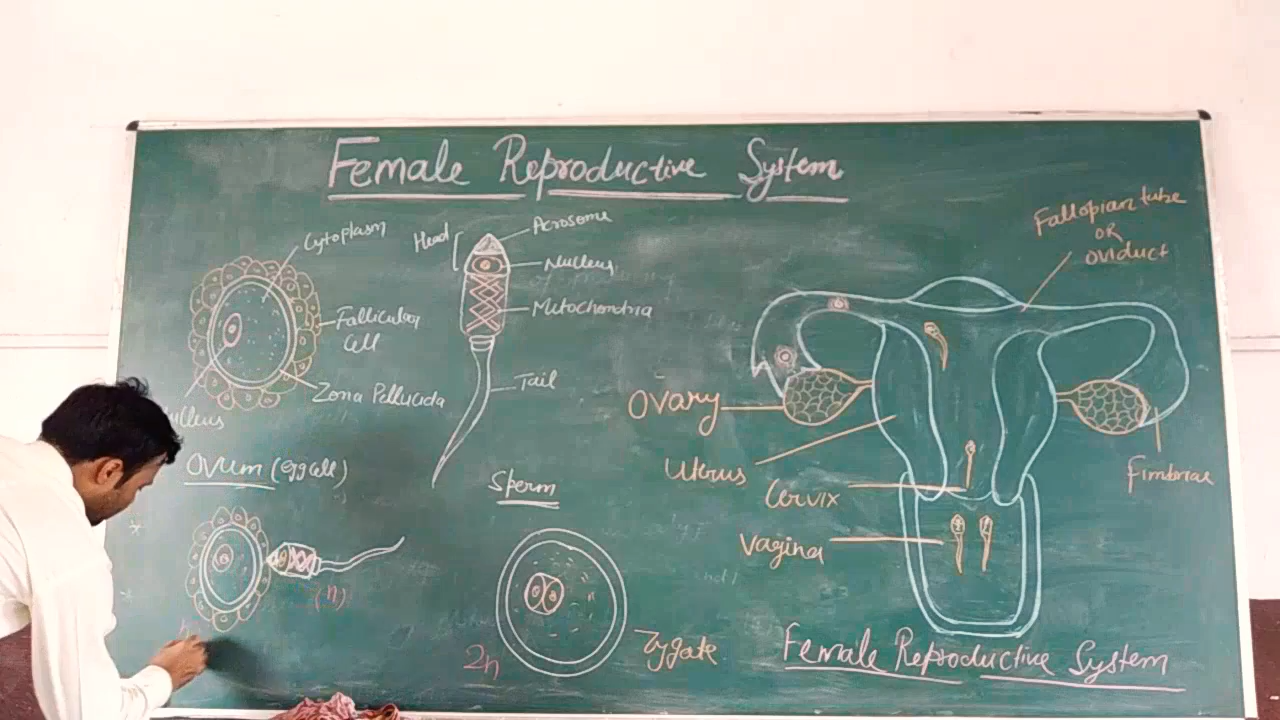 Female Reproductive System
Cytoplasm
Head
Acrosome
Nucleus
Mitochondria
Tail
Follicular
Cell
Zona Pellucida
ucleus
Ovum (egg cell)
Sperm
(n)
2n
Zygate
Fallopian tube
OR
Oviduct
Ovary
Uterus
Cervix
Vagina
Fimbriae
Female Reproductive System